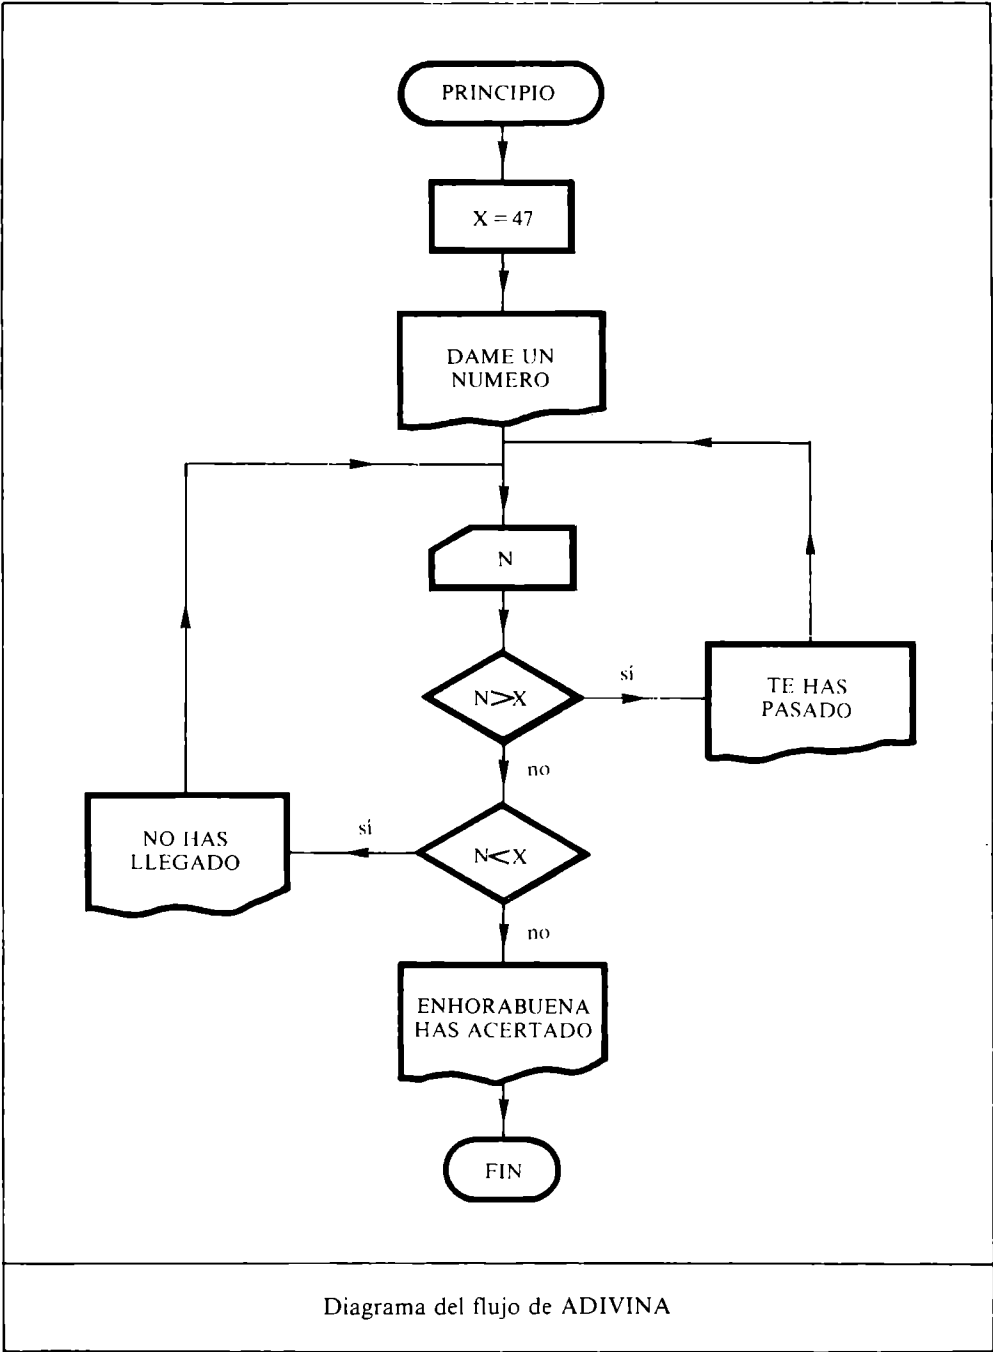 PRINCIPIO
X = 47
DAME UN
NUMERO
N
N>X
sí
TE HAS
PASADO
no
N<X
sí
NO HAS
LLEGADO
no
ENHORABUENA
HAS ACERTADO
FIN
Diagrama del flujo de ADIVINA